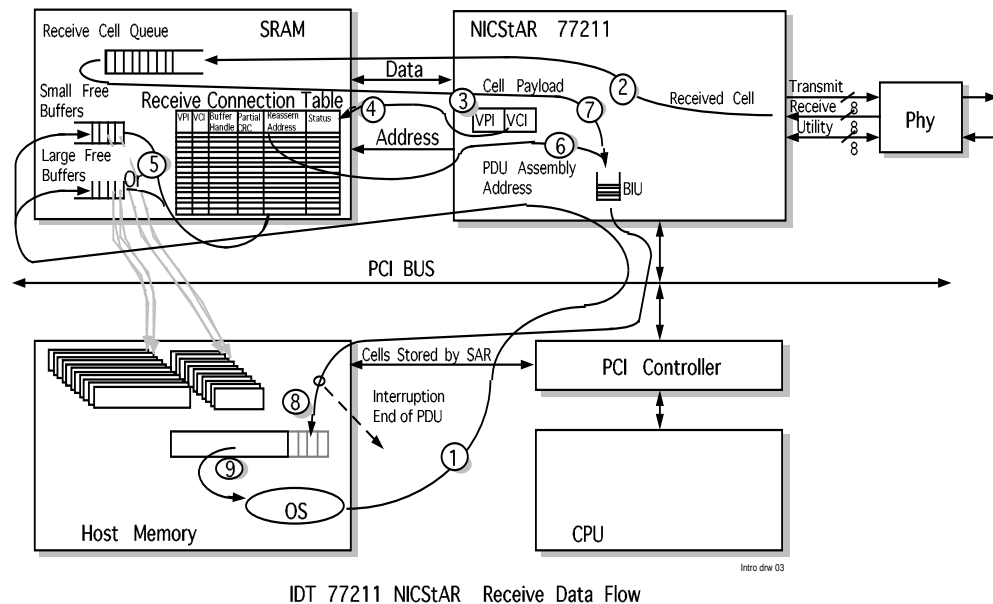 Receive Cell Queue
SRAM
NICStAR 77211
Small Free
Buffers
Receive Connection Table
VPI VCI Buffer Handle Partial CRC Reassem Address Status
Large Free
Buffers
Or
5
Data
4
Address
3
Cell Payload
VPI VCI
7
2
Received Cell
6
PDU Assembly
Address
BIU
Transmit
8
Receive
8
Utility
8
Phy
PCI BUS
Cells Stored by SAR
PCI Controller
8
Interruption
End of PDU
1
9
OS
Host Memory
CPU
Intro drw 03
IDT 77211 NICStAR Receive Data Flow